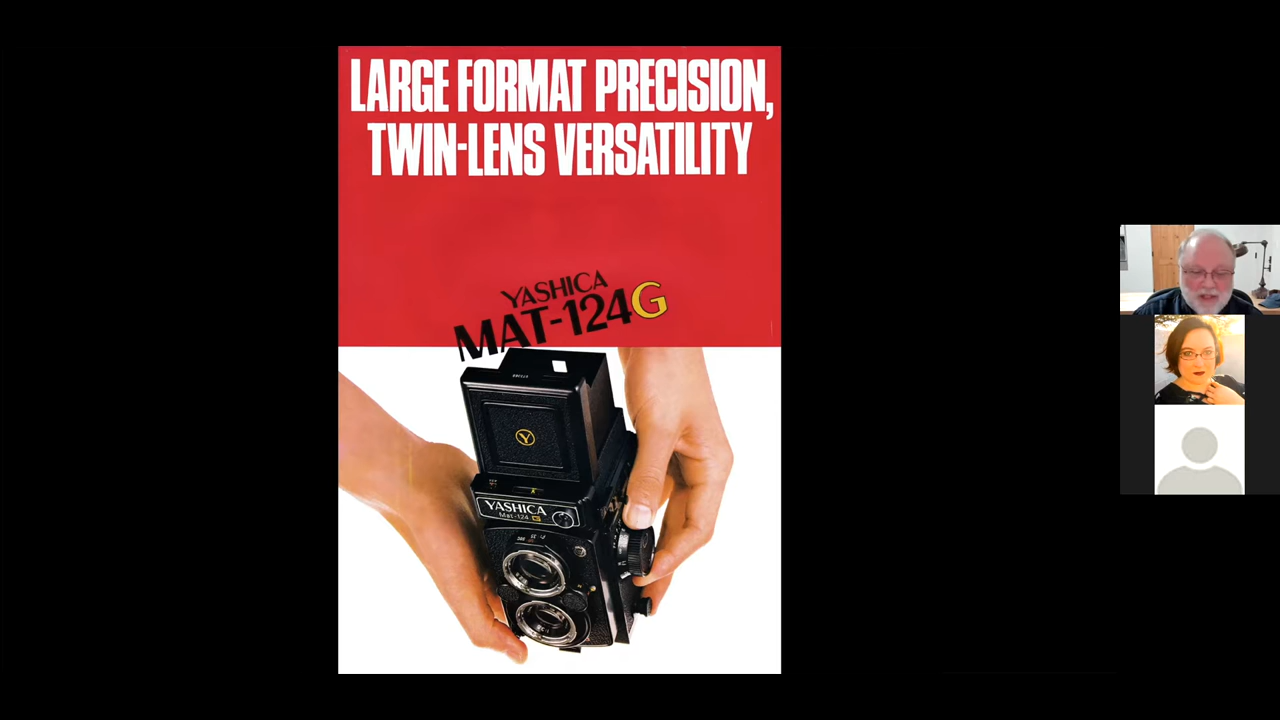 LARGE FORMAT PRECISION,
TWIN-LENS VERSATILITY
YASHICA
MAT-124G
Y
YASHICA
Mat-124 G